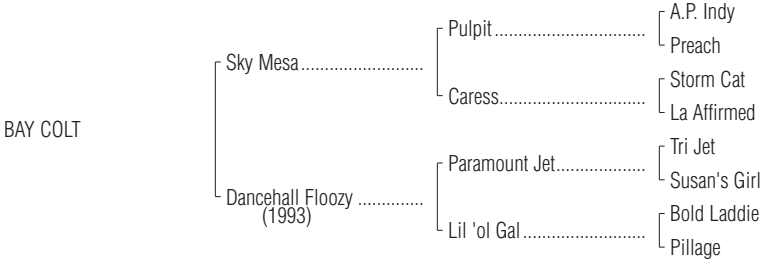 A.P. Indy
Pulpit..............................
Preach
Sky Mesa.........................
Storm Cat
Caress.............................
La Affirmed
BAY COLT
Tri Jet
Paramount Jet..................
Susan's Girl
Dancehall Floozy .............
(1993)
Bold Laddie
Lil 'ol Gal.........................
Pillage